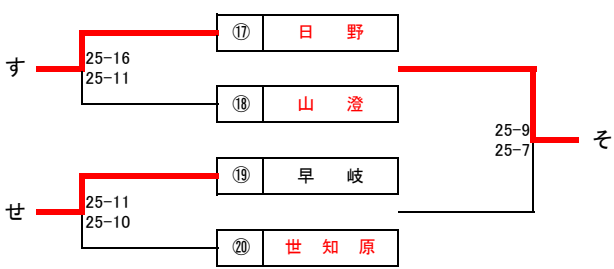 ⑰ 日 野
す
25-16
25-11
⑱ 山 澄
25-9
25-7
そ
⑲ 早 岐
せ
25-11
25-10
⑳ 世 知 原